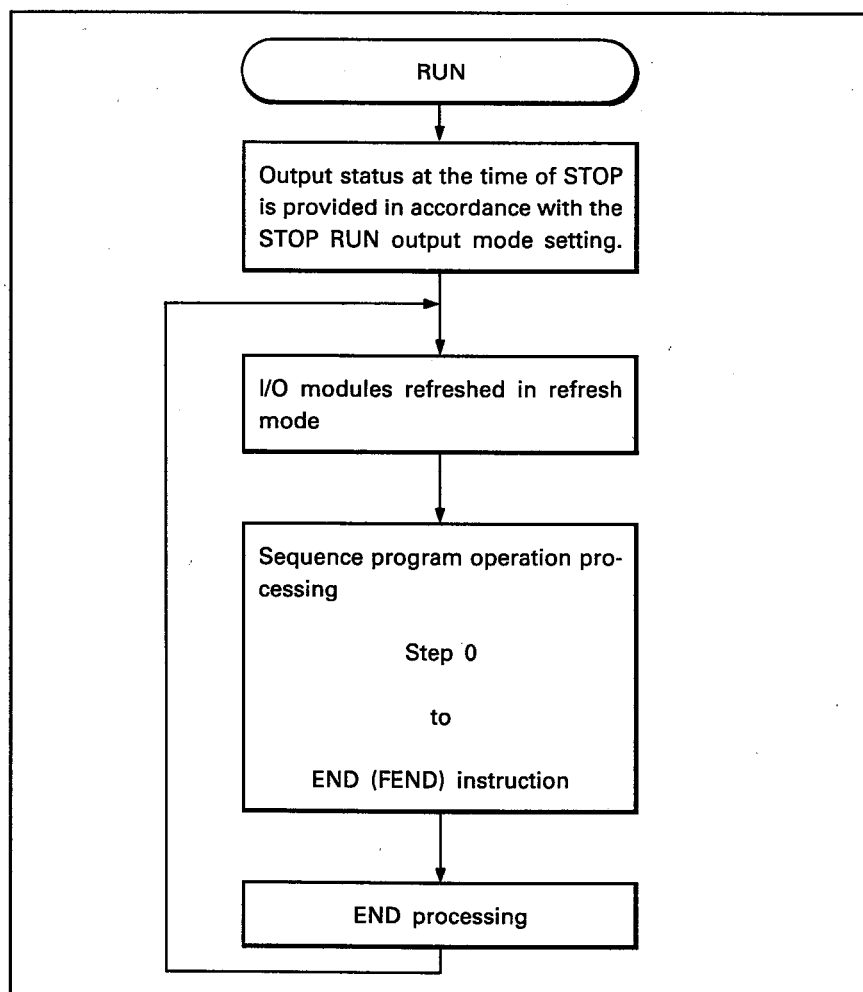 RUN
Output status at the time of STOP
is provided in accordance with the
STOP RUN output mode setting.
I/O modules refreshed in refresh
mode
Sequence program operation pro-
cessing
Step 0
to
END (FEND) instruction
END processing